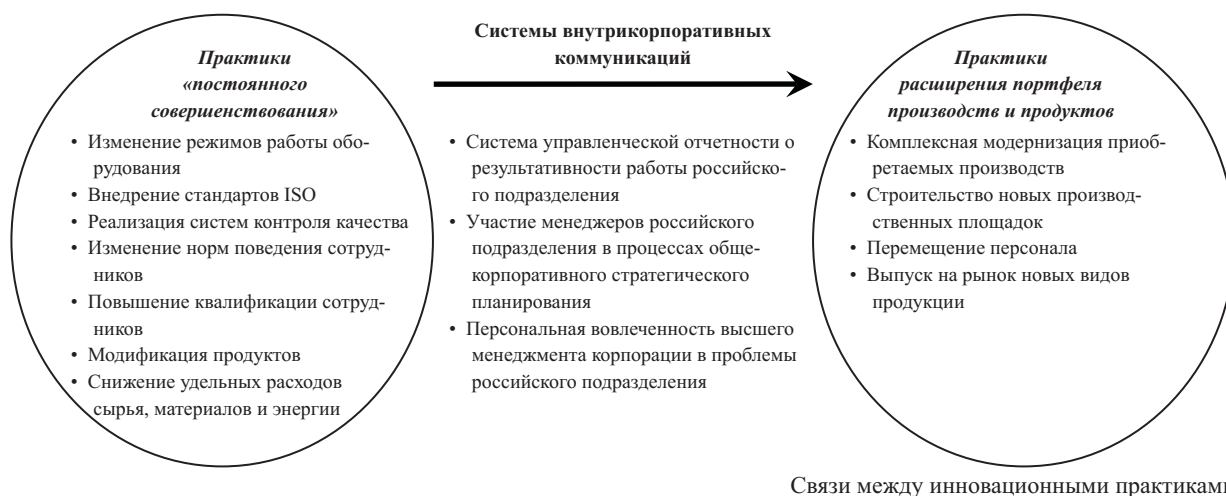 Практики
«постоянного
совершенствования»
• Изменение режимов работы обо-
рудования
• Внедрение стандартов ISO
• Реализация систем контроля качества
• Изменение норм поведения сотруд-
ников
• Повышение квалификации сотруд-
ников
• Модификация продуктов
• Снижение удельных расходов
сырья, материалов и энергии
Системы внутрикорпоративных
коммуникаций
• Система управленческой отчетности о
результативности работы российско-
го подразделения
• Участие менеджеров российского
подразделения в процессах обще-
корпоративного стратегического
планирования
• Персональная вовлеченность высшего
менеджмента корпорации в проблемы
российского подразделения
Практики
расширения портфеля
производств и продуктов
• Комплексная модернизация приоб-
ретаемых производств
• Строительство новых производ-
ственных площадок
• Перемещение персонала
• Выпуск на рынок новых видов
продукции
Связи между инновационными практиками